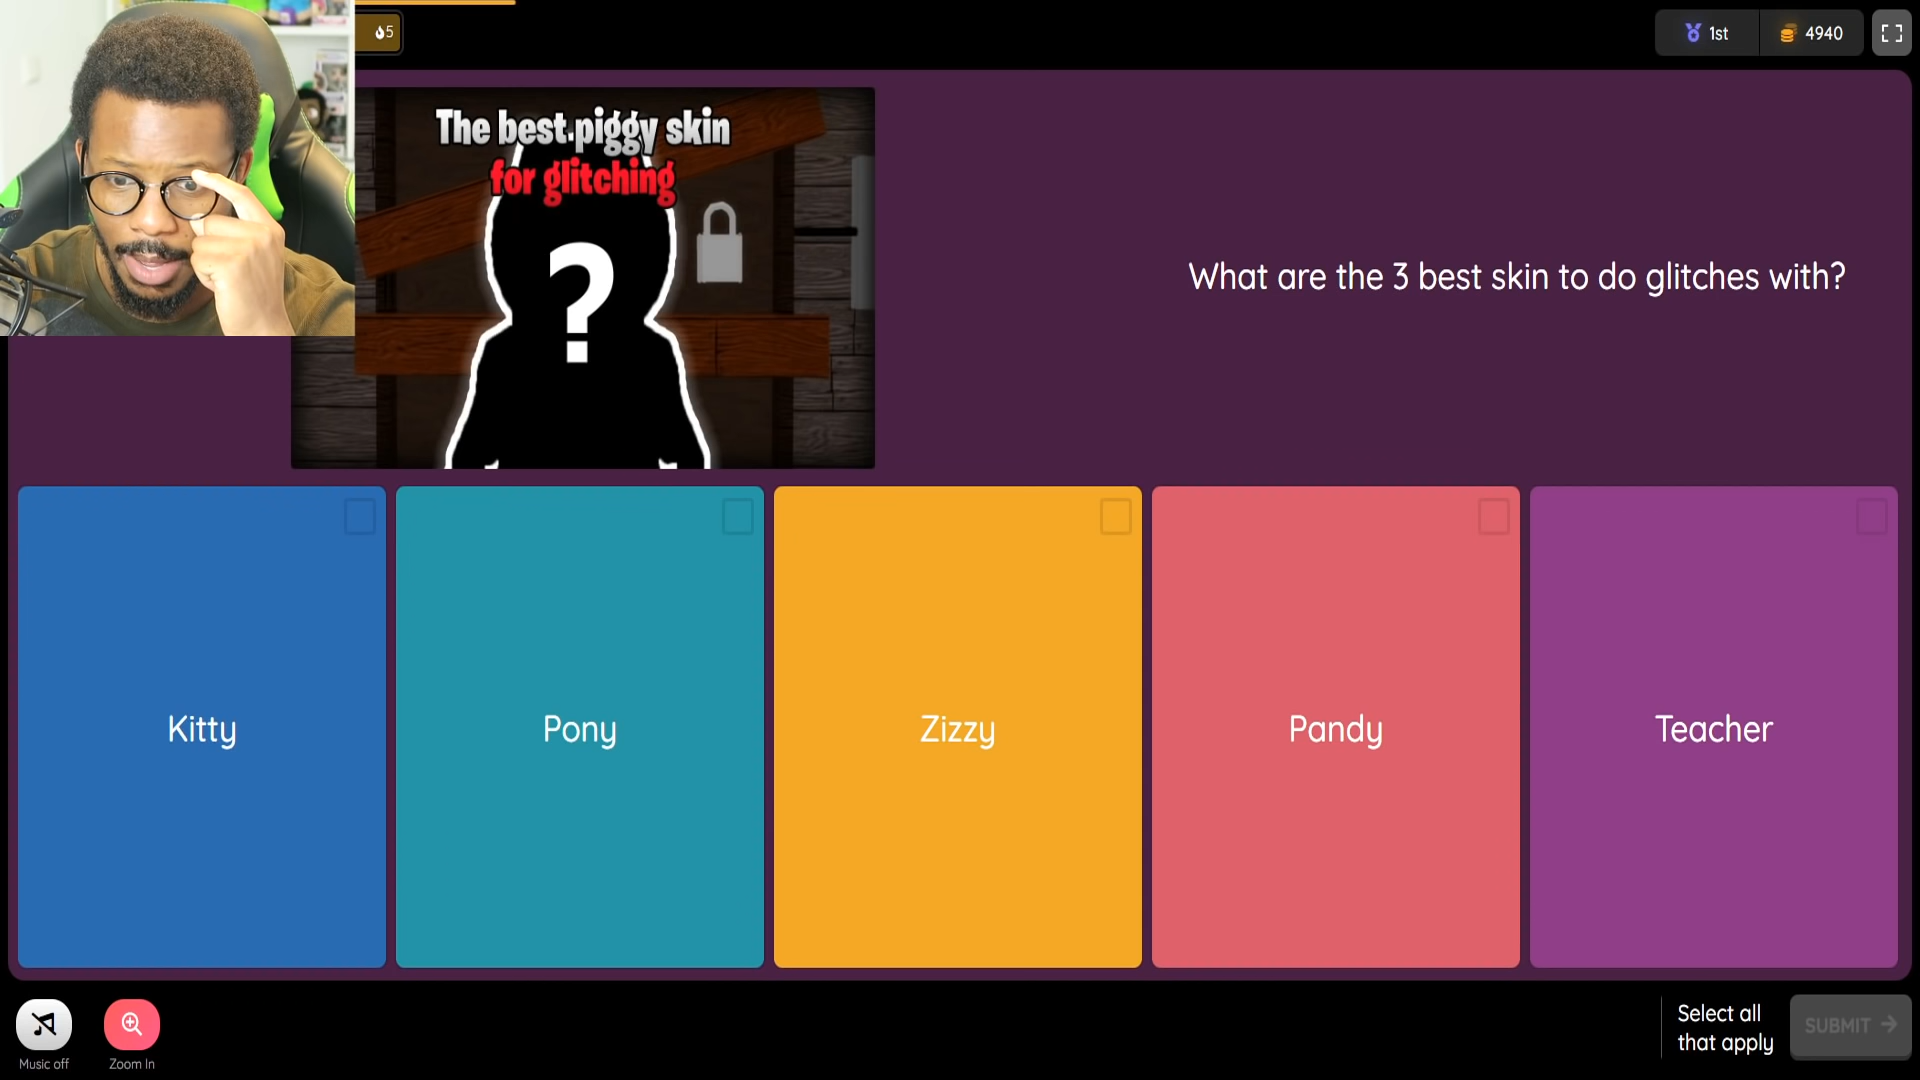 5
1st
4940
The best piggy skin
for glitching
?
What are the 3 best skin to do glitches with?
Kitty
Pony
Zizzy
Pandy
Teacher
Music off
Zoom In
Select all
that apply
SUBMIT